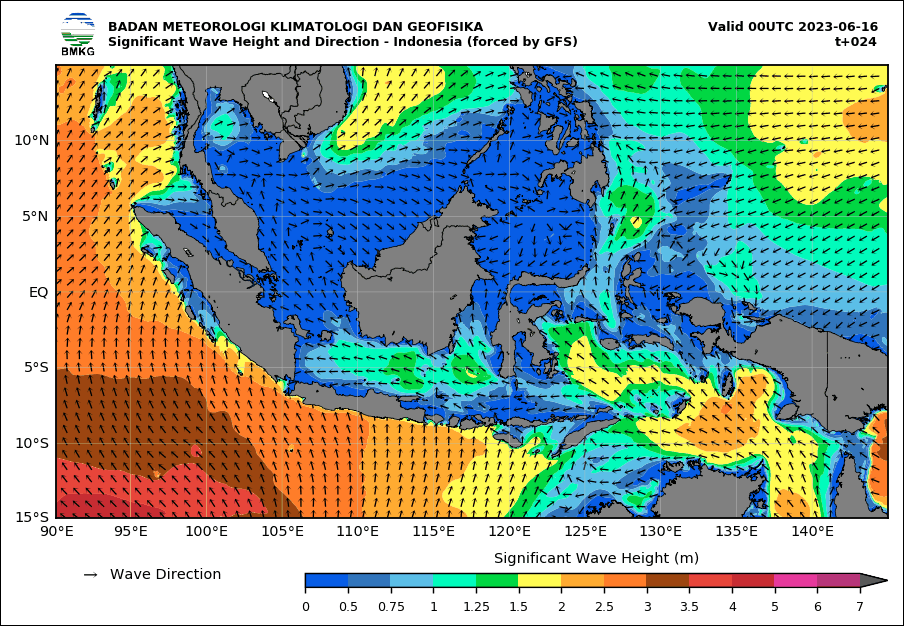 BMKG
BADAN METEOROLOGI KLIMATOLOGI DAN GEOFISIKA
Significant Wave Height and Direction - Indonesia (forced by GFS)
Valid 00UTC 2023-06-16
t+024
10°N
5°N
EQ
5°S
10°S
15°S
90°E 95°E 100°E 105°E 110°E 115°E 120°E 125°E 130°E 135°E 140°E
Significant Wave Height (m)
→ Wave Direction
0 0.5 0.75 1 1.25 1.5 2 2.5 3 3.5 4 5 6 7